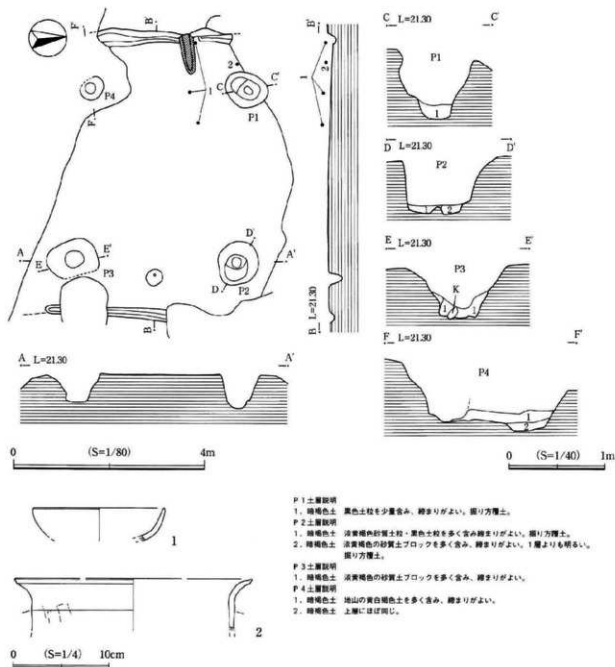 F'
B'
F
P4
2
C'
C
1
P1
A
E'
E
P3
D'
D
P2
A'
B
B'
2
1
L=21.30
B
C L=21.30 C'
P1
1
D L=21.30 D'
P2
1 2
E L=21.30 E'
P3
K
1 1
F L=21.30 F'
P4
1
2
A L=21.30 A'
0 (S=1/80) 4m
0 (S=1/40) 1m
1
2
0 (S=1/4) 10cm
P1土層説明
1. 暗褐色土 黒色土粒を少量含み、締まりがよい。掘り方覆土。
P2土層説明
1. 暗褐色土 淡黄褐色砂質土粒・黒色土粒を多く含み締まりがよい。掘り方覆土。
2. 暗褐色土 淡黄褐色の砂質土ブロックを多く含み、締まりがよい。1層よりも明るい。
掘り方覆土。
P3土層説明
1. 暗褐色土 淡黄褐色の砂質土ブロックを多く含み、締まりがよい。
P4土層説明
1. 暗褐色土 地山の黄白褐色土を多く含み、締まりがよい。
2. 暗褐色土 上層にほぼ同じ。